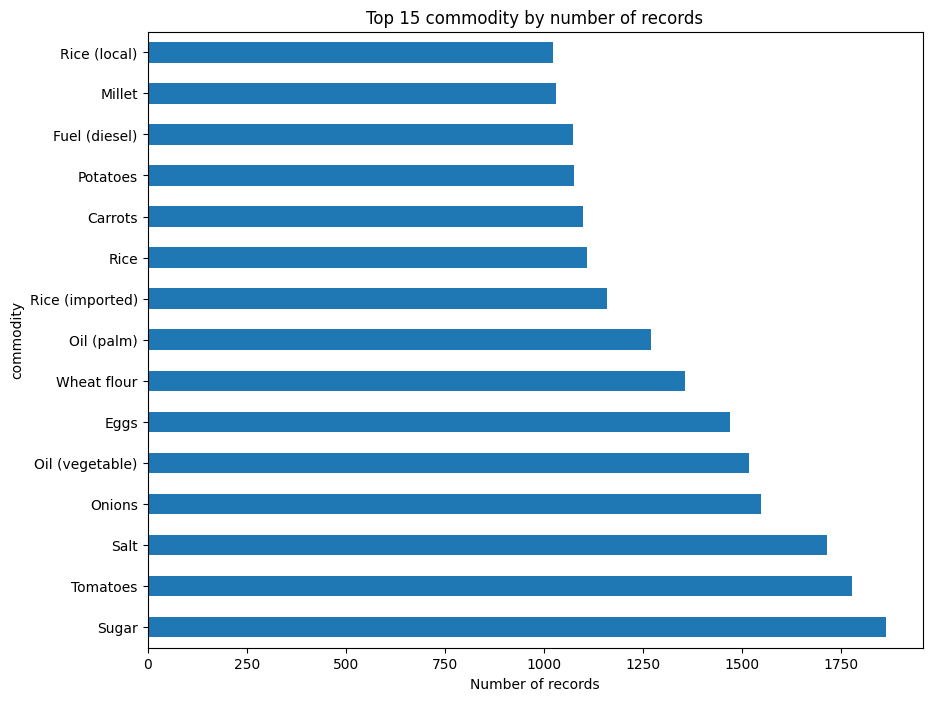 Top 15 commodity by number of records
Rice (local)
Millet
Fuel (diesel)
Potatoes
Carrots
Rice
Rice (imported)
Oil (palm)
Wheat flour
Eggs
Oil (vegetable)
Onions
Salt
Tomatoes
Sugar
commodity
0 250 500 750 1000 1250 1500 1750
Number of records